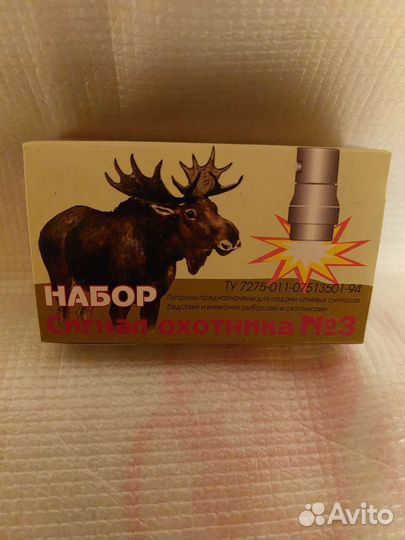 НАБОР
ТУ 7275-011-07513501-94
Патроны предназначены для подачи огневых сигналов
бедствия и внимания рыбаками и охотниками
Сигнал охотника №3
Avito